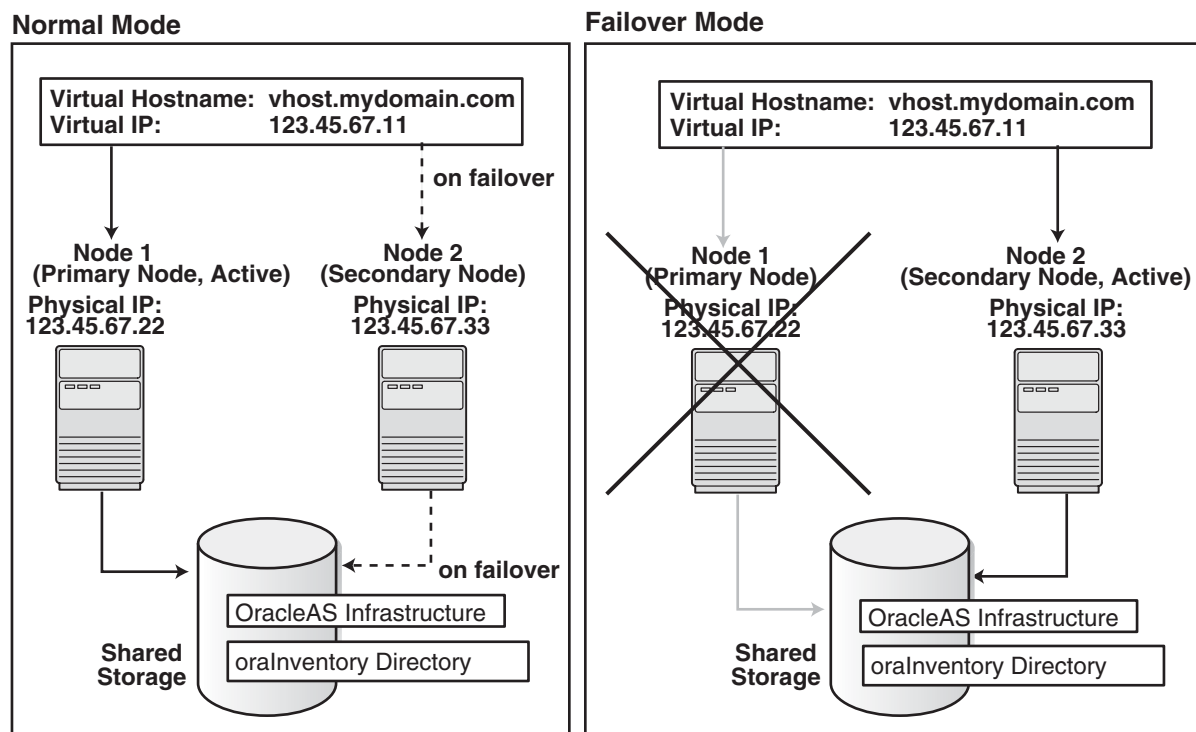 Normal Mode
Virtual Hostname: vhost.mydomain.com
Virtual IP: 123.45.67.11
on failover
Node 1
(Primary Node, Active)
Physical IP:
123.45.67.22
Node 2
(Secondary Node)
Physical IP:
123.45.67.33
on failover
OracleAS Infrastructure
oraInventory Directory
Shared
Storage
Failover Mode
Virtual Hostname: vhost.mydomain.com
Virtual IP: 123.45.67.11
Node 1
(Primary Node)
Physical IP:
123.45.67.22
Node 2
(Secondary Node, Active)
Physical IP:
123.45.67.33
OracleAS Infrastructure
oraInventory Directory
Shared
Storage